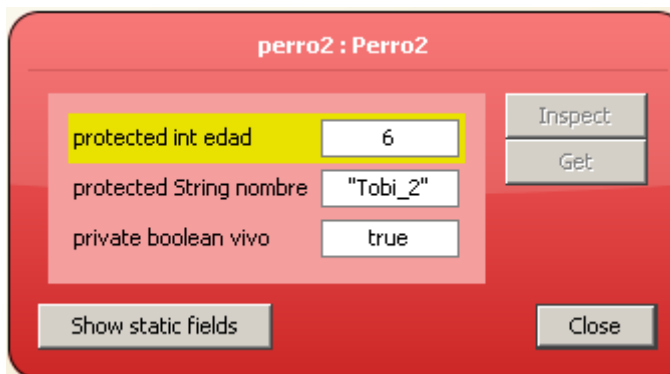 perro2 : Perro2
protected int edad 6
protected String nombre "Tobi_2"
private boolean vivo true
Inspect
Get
Show static fields
Close